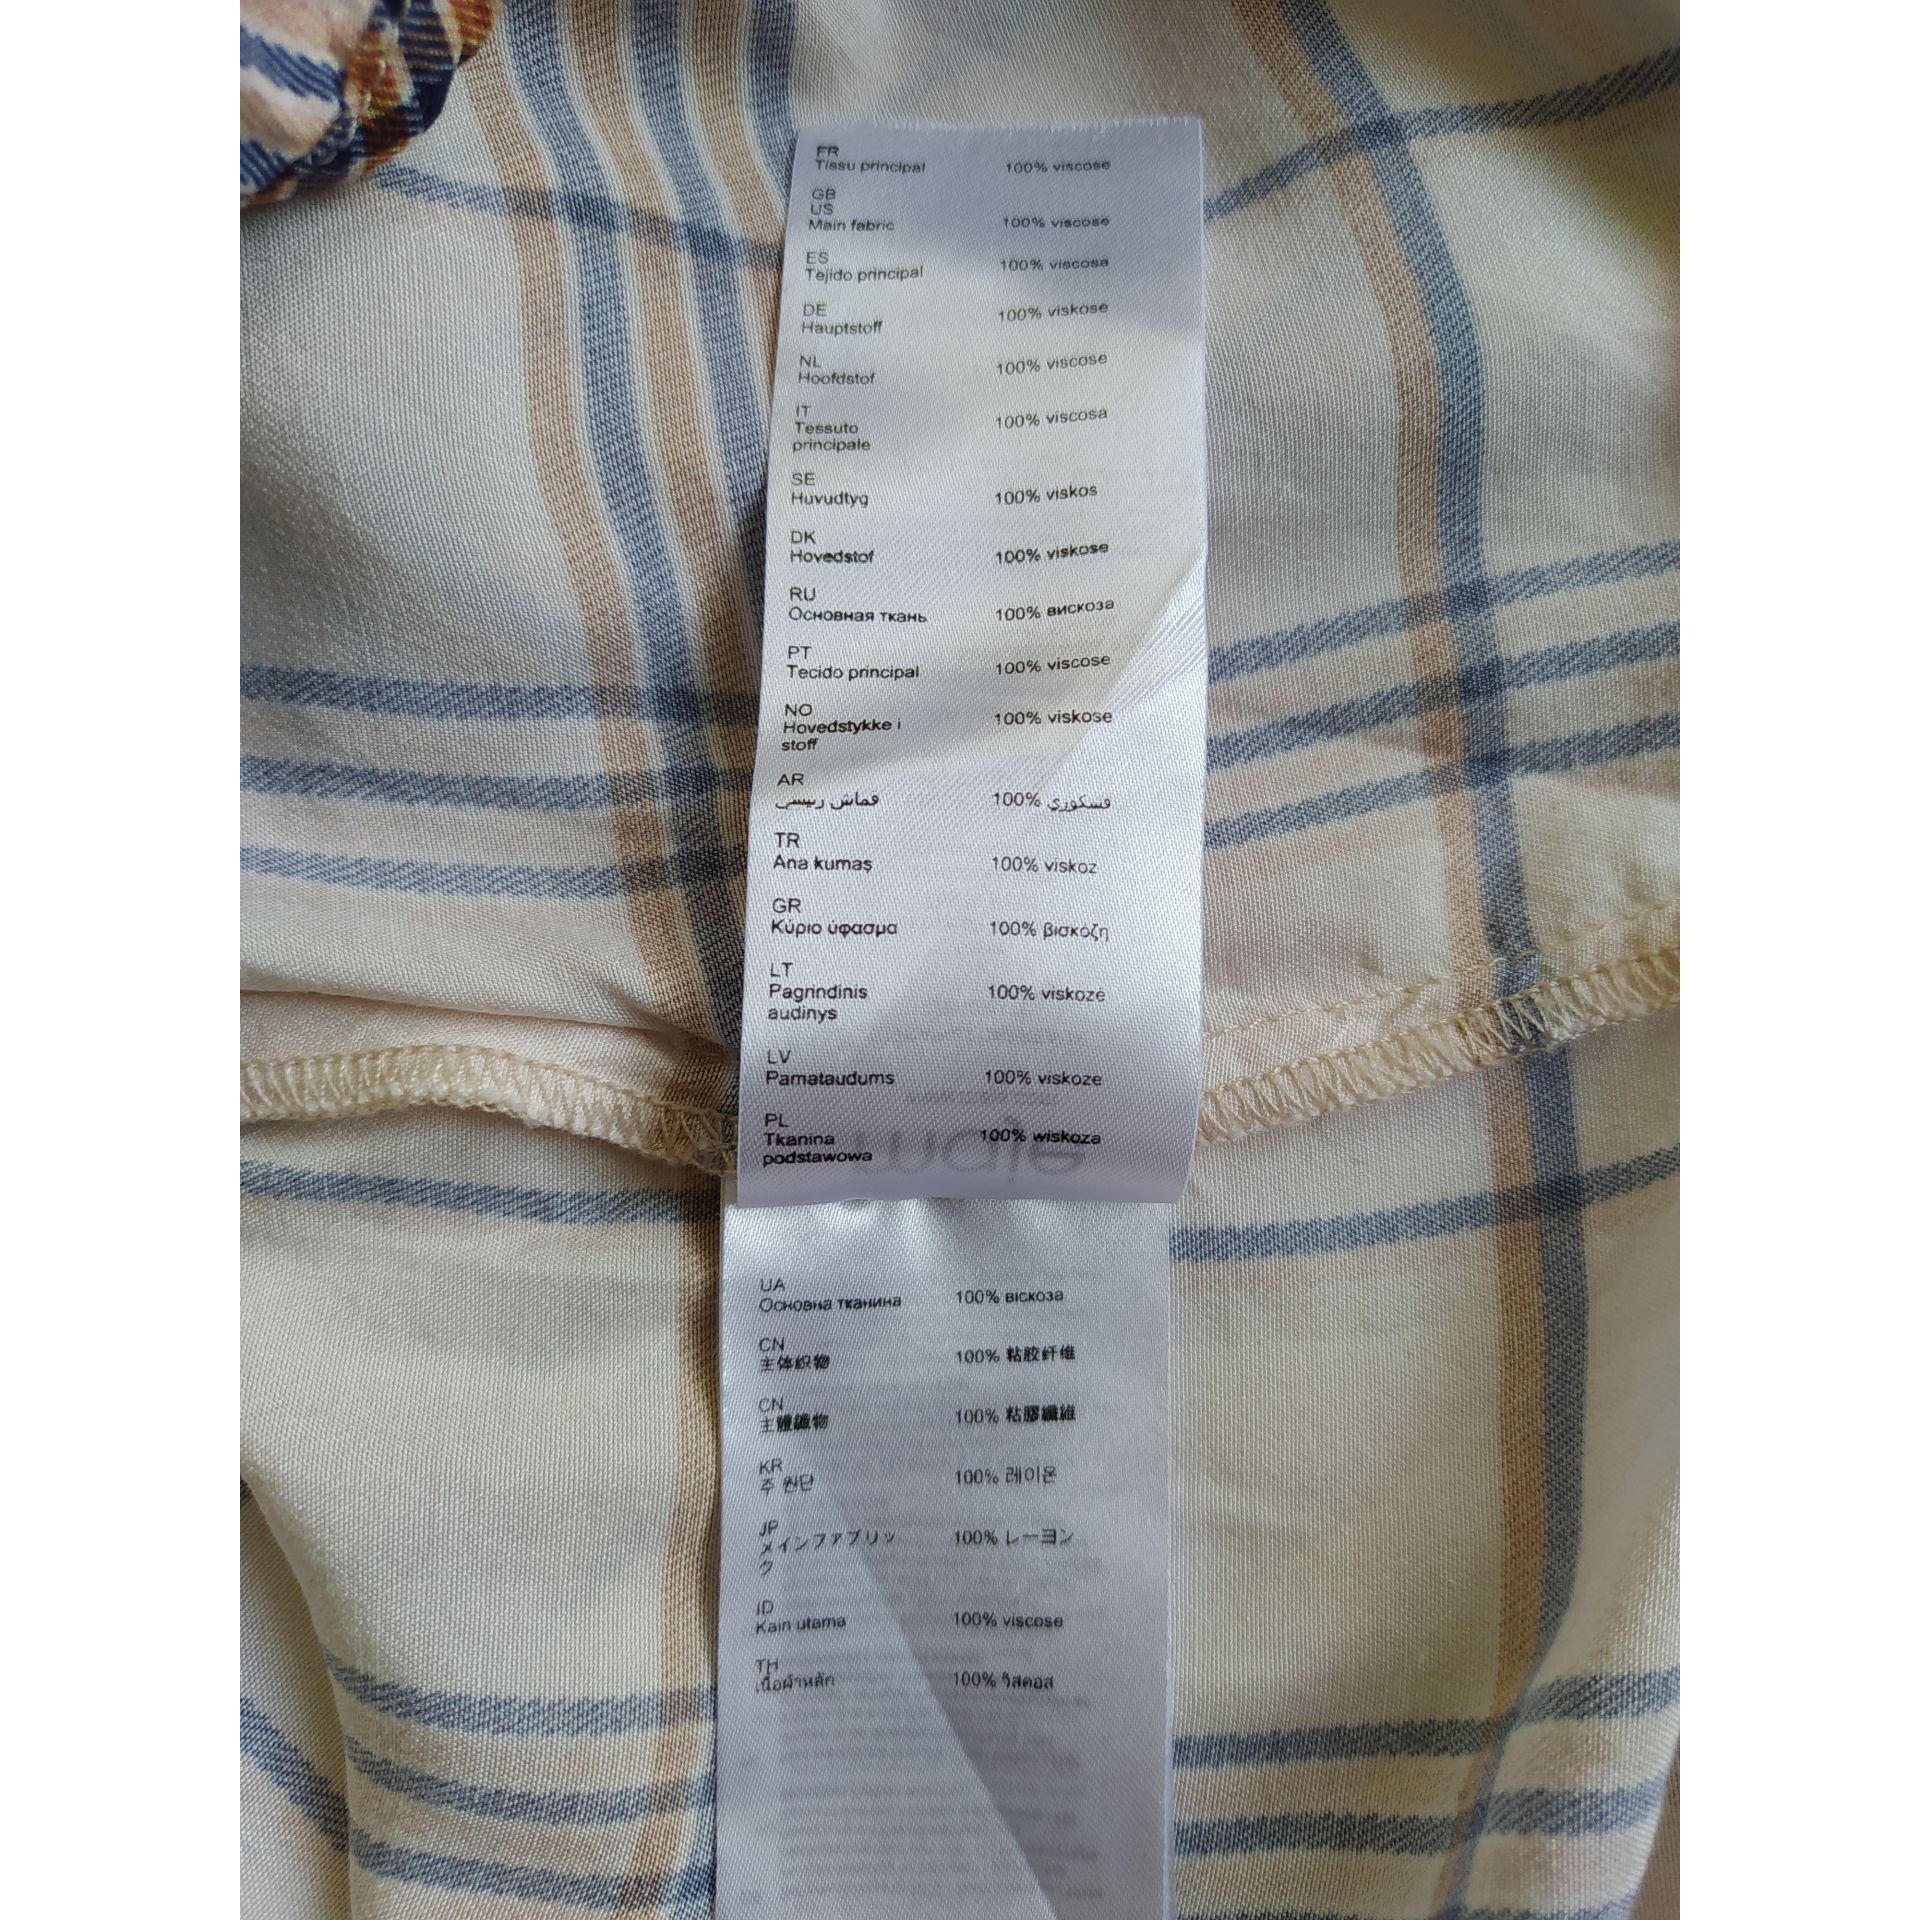 FR
Tissu principal 100% viscose
GB
US
Main fabric 100% viscose
ES
Tejido principal 100% viscosa
DE
Hauptstoff 100% viskose
NL
Hoofdstof 100% viscose
IT
Tessuto 100% viscosa
principale
SE
Huvudtyg 100% viskos
DK
Hovedstof 100% viskose
RU
Основная ткань 100% вискоза
PT
Tecido principal 100% viscose
NO
Hovedstykke i 100% viskose
stoff
AR
قماش رييسي 100% فسكوزي
TR
Ana kumaş 100% viskoz
GR
Κύριο ύφασμα 100% βισκόζη
LT
Pagrindinis 100% viskozė
audinys
LV
Pamataudums 100% viskoze
PL
Tkanina 100% wiskoza
podstawowa
maje
UA
Основна тканина 100% віскоза
CN
主体织物 100% 粘胶纤维
CN
主體織物 100% 粘膠纖維
KR
주 원단 100% 레이온
JP
メインファブリッ 100% レーヨン
ク
ID
Kain utama 100% viscose
TH
เนื้อผ้าหลัก 100% วิสคอส